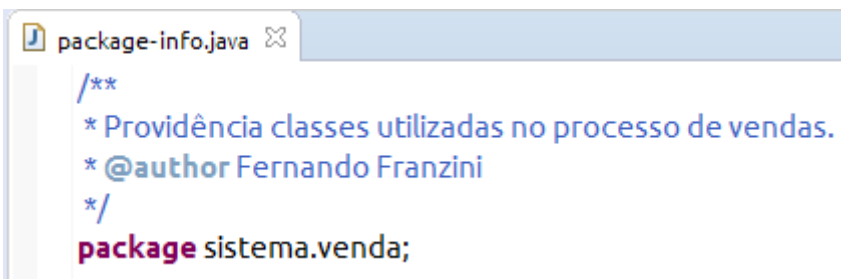 package-info.java
/**
* Providência classes utilizadas no processo de vendas.
* @author Fernando Franzini
*/
package sistema.venda;